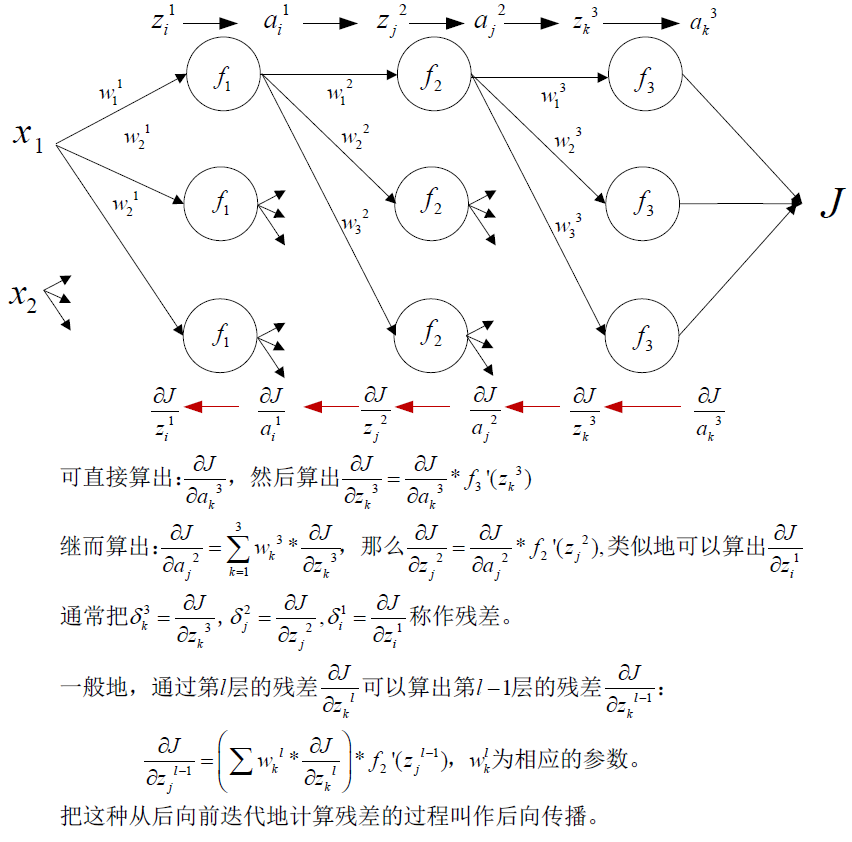 z_i^1 a_i^1 z_j^2 a_j^2 z_k^3 a_k^3
f_1 f_2 f_3
w_1^1 w_1^2 w_1^3
x_1 w_2^1 w_2^2 w_2^3
w_2^1 f_1 f_2 f_3 J
w_3^2 w_3^3
x_2
f_1 f_2 f_3
∂J/z_i^1 ∂J/a_i^1 ∂J/z_j^2 ∂J/a_j^2 ∂J/z_k^3 ∂J/a_k^3
可直接算出:∂J/∂a_k^3，然后算出∂J/∂z_k^3=∂J/∂a_k^3*f_3'(z_k^3)
继而算出:∂J/∂a_j^2=∑_{k=1}^{3}w_k^3*∂J/∂z_k^3，那么∂J/∂z_j^2=∂J/∂a_j^2*f_2'(z_j^2),类似地可以算出∂J/∂z_i^1
通常把δ_k^3=∂J/∂z_k^3,δ_j^2=∂J/∂z_j^2,δ_i^1=∂J/∂z_i^1称作残差。
一般地，通过第l层的残差∂J/∂z_k^l可以算出第l-1层的残差∂J/∂z_k^{l-1}：
∂J/∂z_j^{l-1}=(∑w_k^l*∂J/∂z_k^l)*f_2'(z_j^{l-1})，w_k^l为相应的参数。
把这种从后向前迭代地计算残差的过程叫作后向传播。